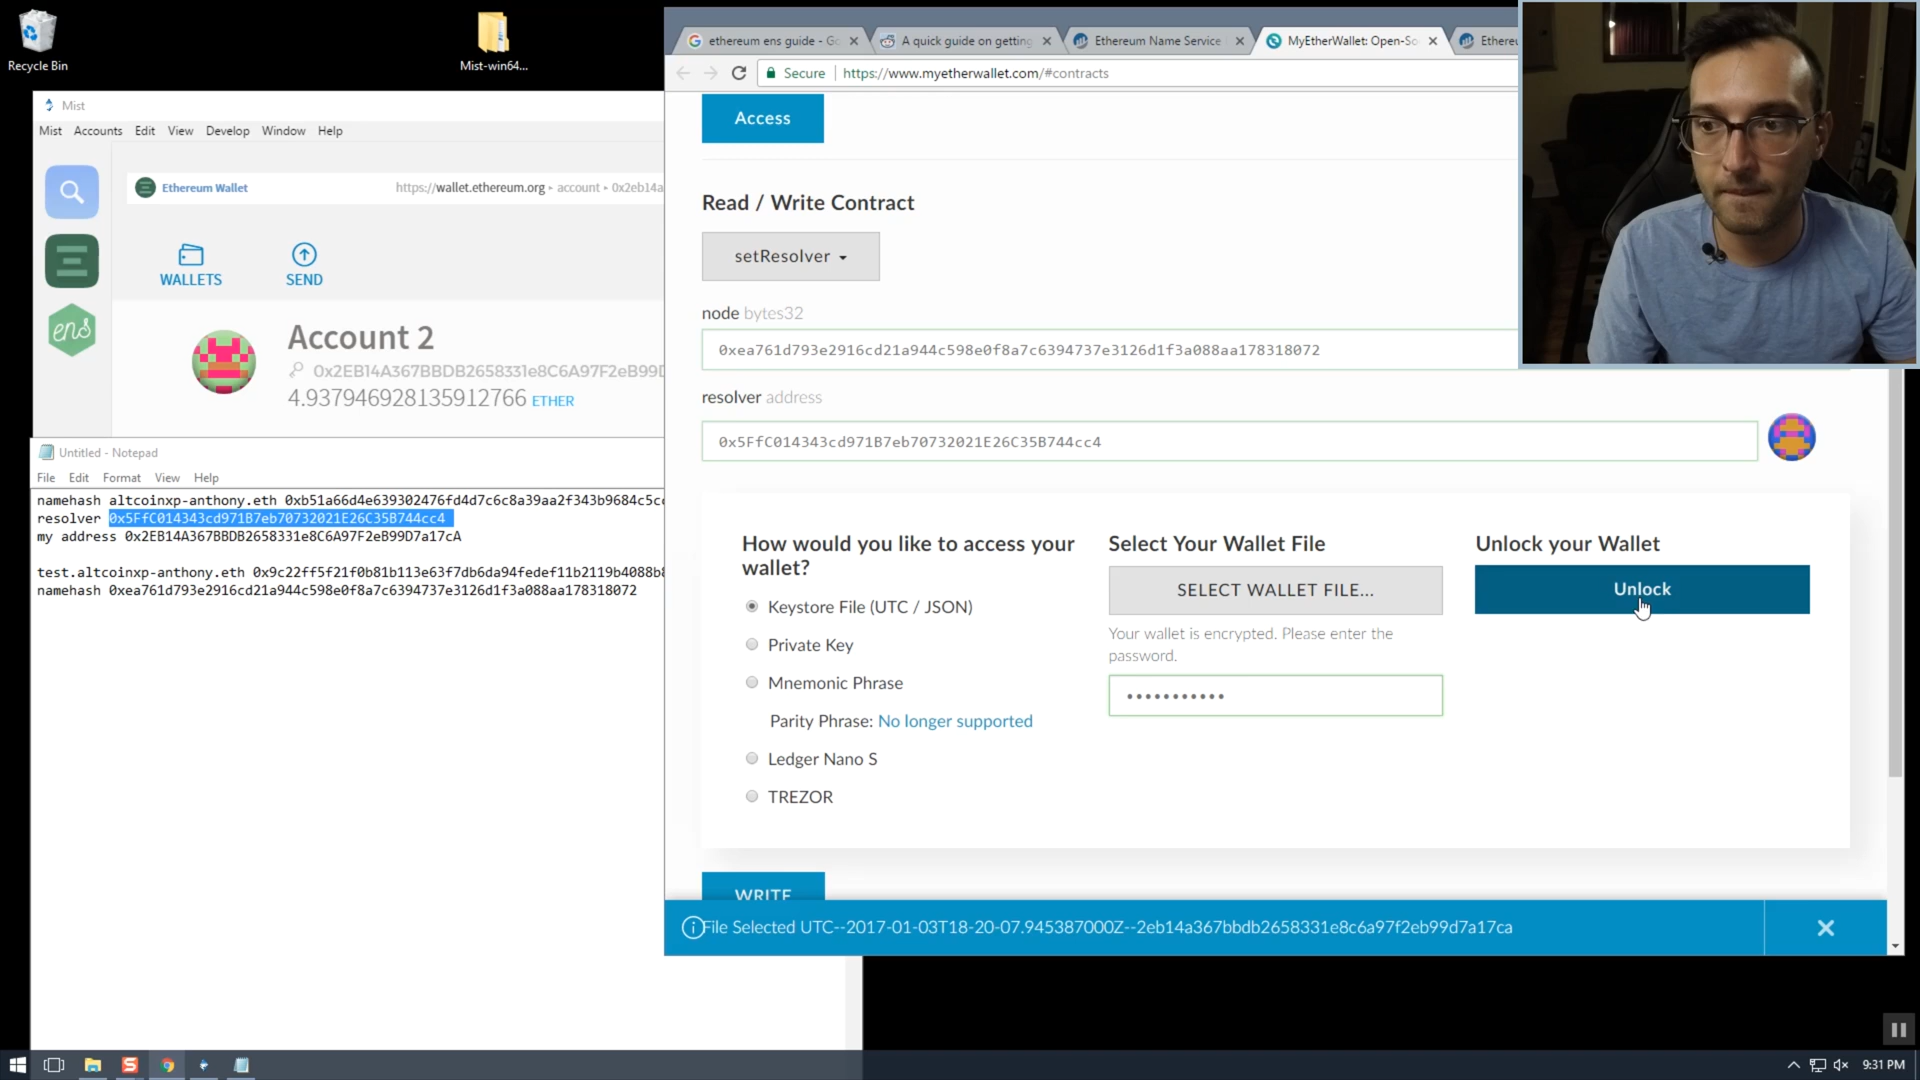 Recycle Bin
Mist-win64...
Mist
Mist Accounts Edit View Develop Window Help
Ethereum Wallet
https://wallet.ethereum.org ▸ account ▸ 0x2eb14a
WALLETS
SEND
Account 2
0x2EB14A367BBDB2658331e8C6A97F2eB99D
4.937946928135912766 ETHER
ens
Untitled - Notepad
File Edit Format View Help
namehash altcoinxp-anthony.eth 0xb51a66d4e639302476fd4d7c6c8a39aa2f343b9684c5cc
resolver 0x5FfC014343cd971B7eb70732021E26C35B744cc4
my address 0x2EB14A367BBDB2658331e8C6A97F2eB99D7a17cA
test.altcoinxp-anthony.eth 0x9c22ff5f21f0b81b113e63f7db6da94fedef11b2119b4088b8
namehash 0xea761d793e2916cd21a944c598e0f8a7c6394737e3126d1f3a088aa178318072
ethereum ens guide - Go
A quick guide on getting
Ethereum Name Service
MyEtherWallet: Open-So
Ethere
Secure https://www.myetherwallet.com/#contracts
Access
Read / Write Contract
setResolver
node bytes32
0xea761d793e2916cd21a944c598e0f8a7c6394737e3126d1f3a088aa178318072
resolver address
0x5FfC014343cd971B7eb70732021E26C35B744cc4
How would you like to access your
wallet?
Keystore File (UTC / JSON)
Private Key
Mnemonic Phrase
Parity Phrase: No longer supported
Ledger Nano S
TREZOR
Select Your Wallet File
SELECT WALLET FILE...
Your wallet is encrypted. Please enter the
password.
•••••••••••
Unlock your Wallet
Unlock
WRITE
File Selected UTC--2017-01-03T18-20-07.945387000Z--2eb14a367bbdb2658331e8c6a97f2eb99d7a17ca
9:31 PM